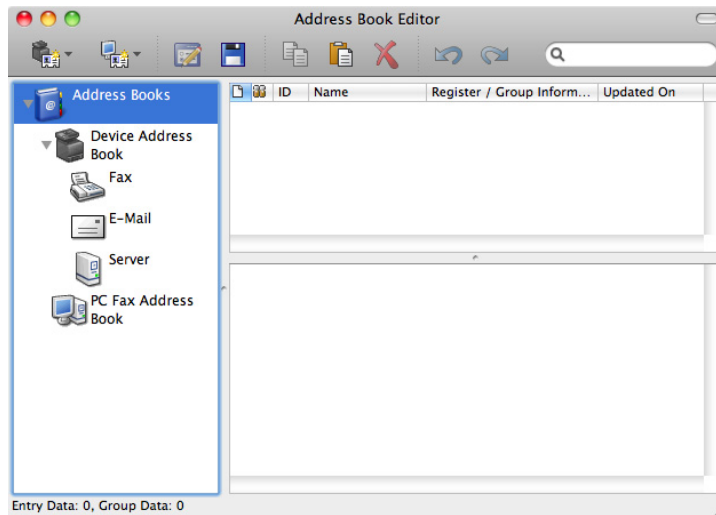 Address Book Editor
Address Books
Device Address
Book
Fax
E-Mail
Server
PC Fax Address
Book
ID Name Register / Group Inform... Updated On
Entry Data: 0, Group Data: 0